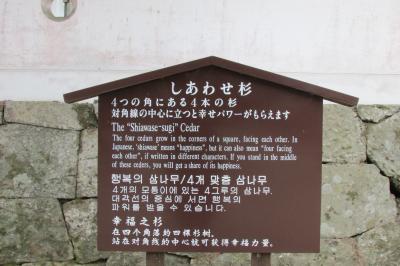 しあわせ杉
4つの角にある4本の杉
対角線の中心に立つと幸せパワーがもらえます
The "Shiawase-sugi" Cedar
The four cedars grow in the corners of a square, facing each other. In
Japanese, 'shiawase' means "happiness", but it can also mean "four facing
each other", if written in different characters. If you stand in the middle
of these cedars, you will get a share of its happiness.
행복의 삼나무/4개 맞춤 삼나무
4개의 모퉁이에 있는 4그루의 삼나무.
대각선의 중심에 서면 행복의
파워를 받을 수 있습니다.
幸福之杉
在四个角落的四棵杉树。
站在对角线的中心就可获得幸福力量。